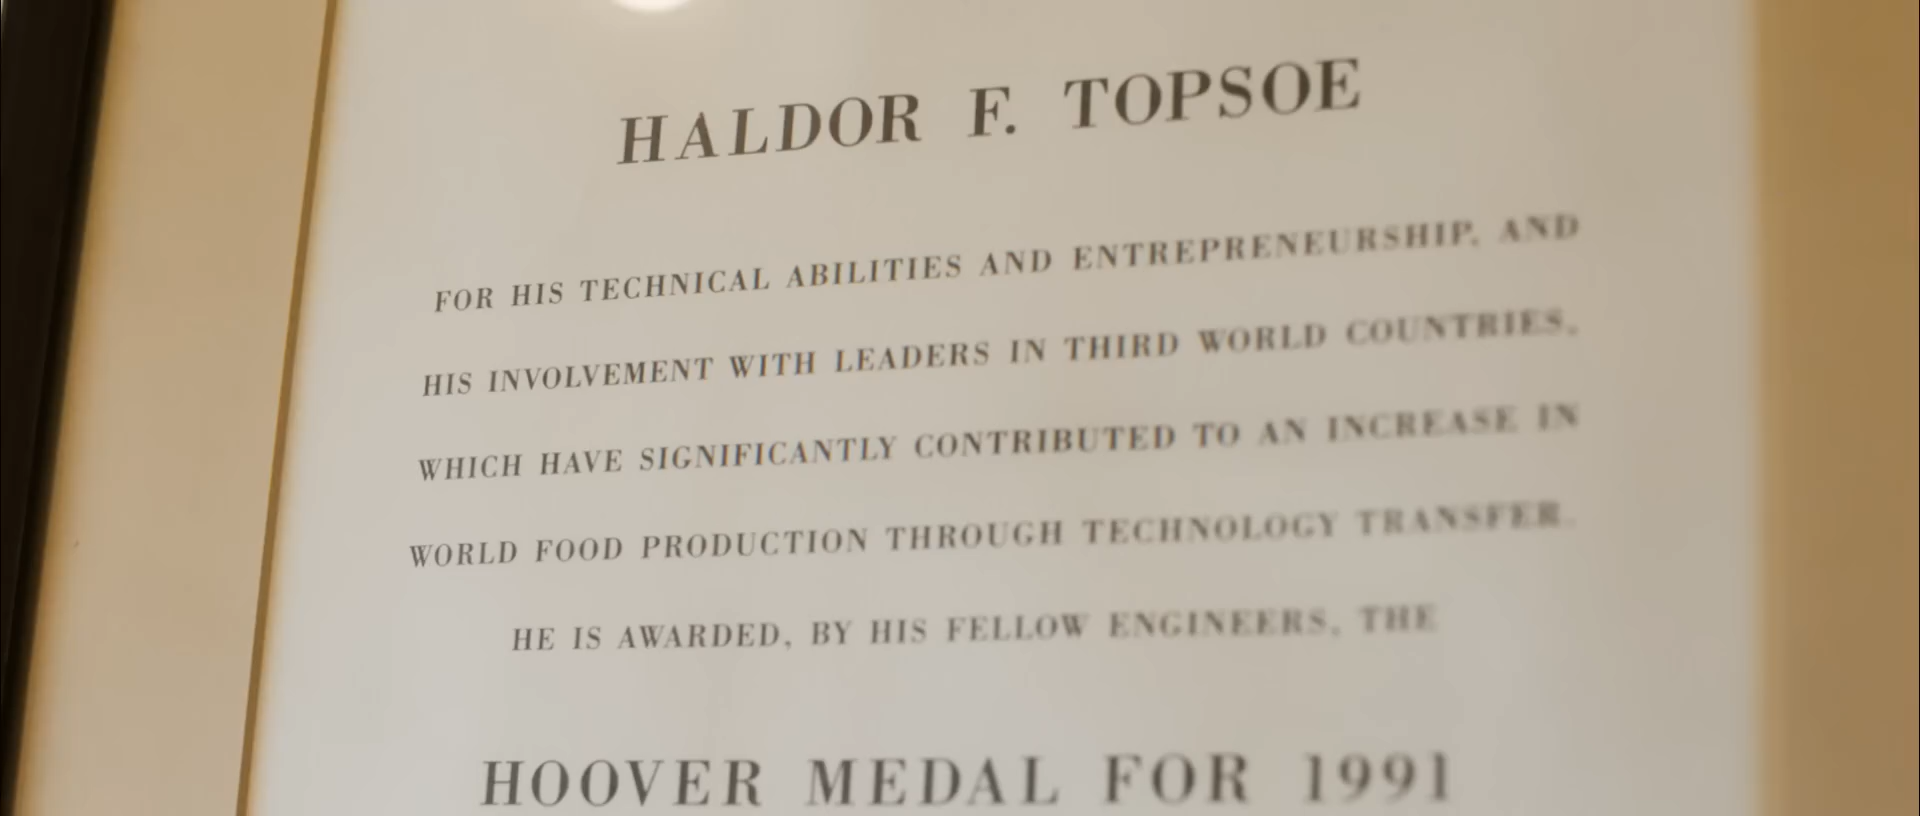 HALDOR F. TOPSOE
FOR HIS TECHNICAL ABILITIES AND ENTREPRENEURSHIP, AND
HIS INVOLVEMENT WITH LEADERS IN THIRD WORLD COUNTRIES,
WHICH HAVE SIGNIFICANTLY CONTRIBUTED TO AN INCREASE IN
WORLD FOOD PRODUCTION THROUGH TECHNOLOGY TRANSFER.
HE IS AWARDED, BY HIS FELLOW ENGINEERS, THE
HOOVER MEDAL FOR 1991